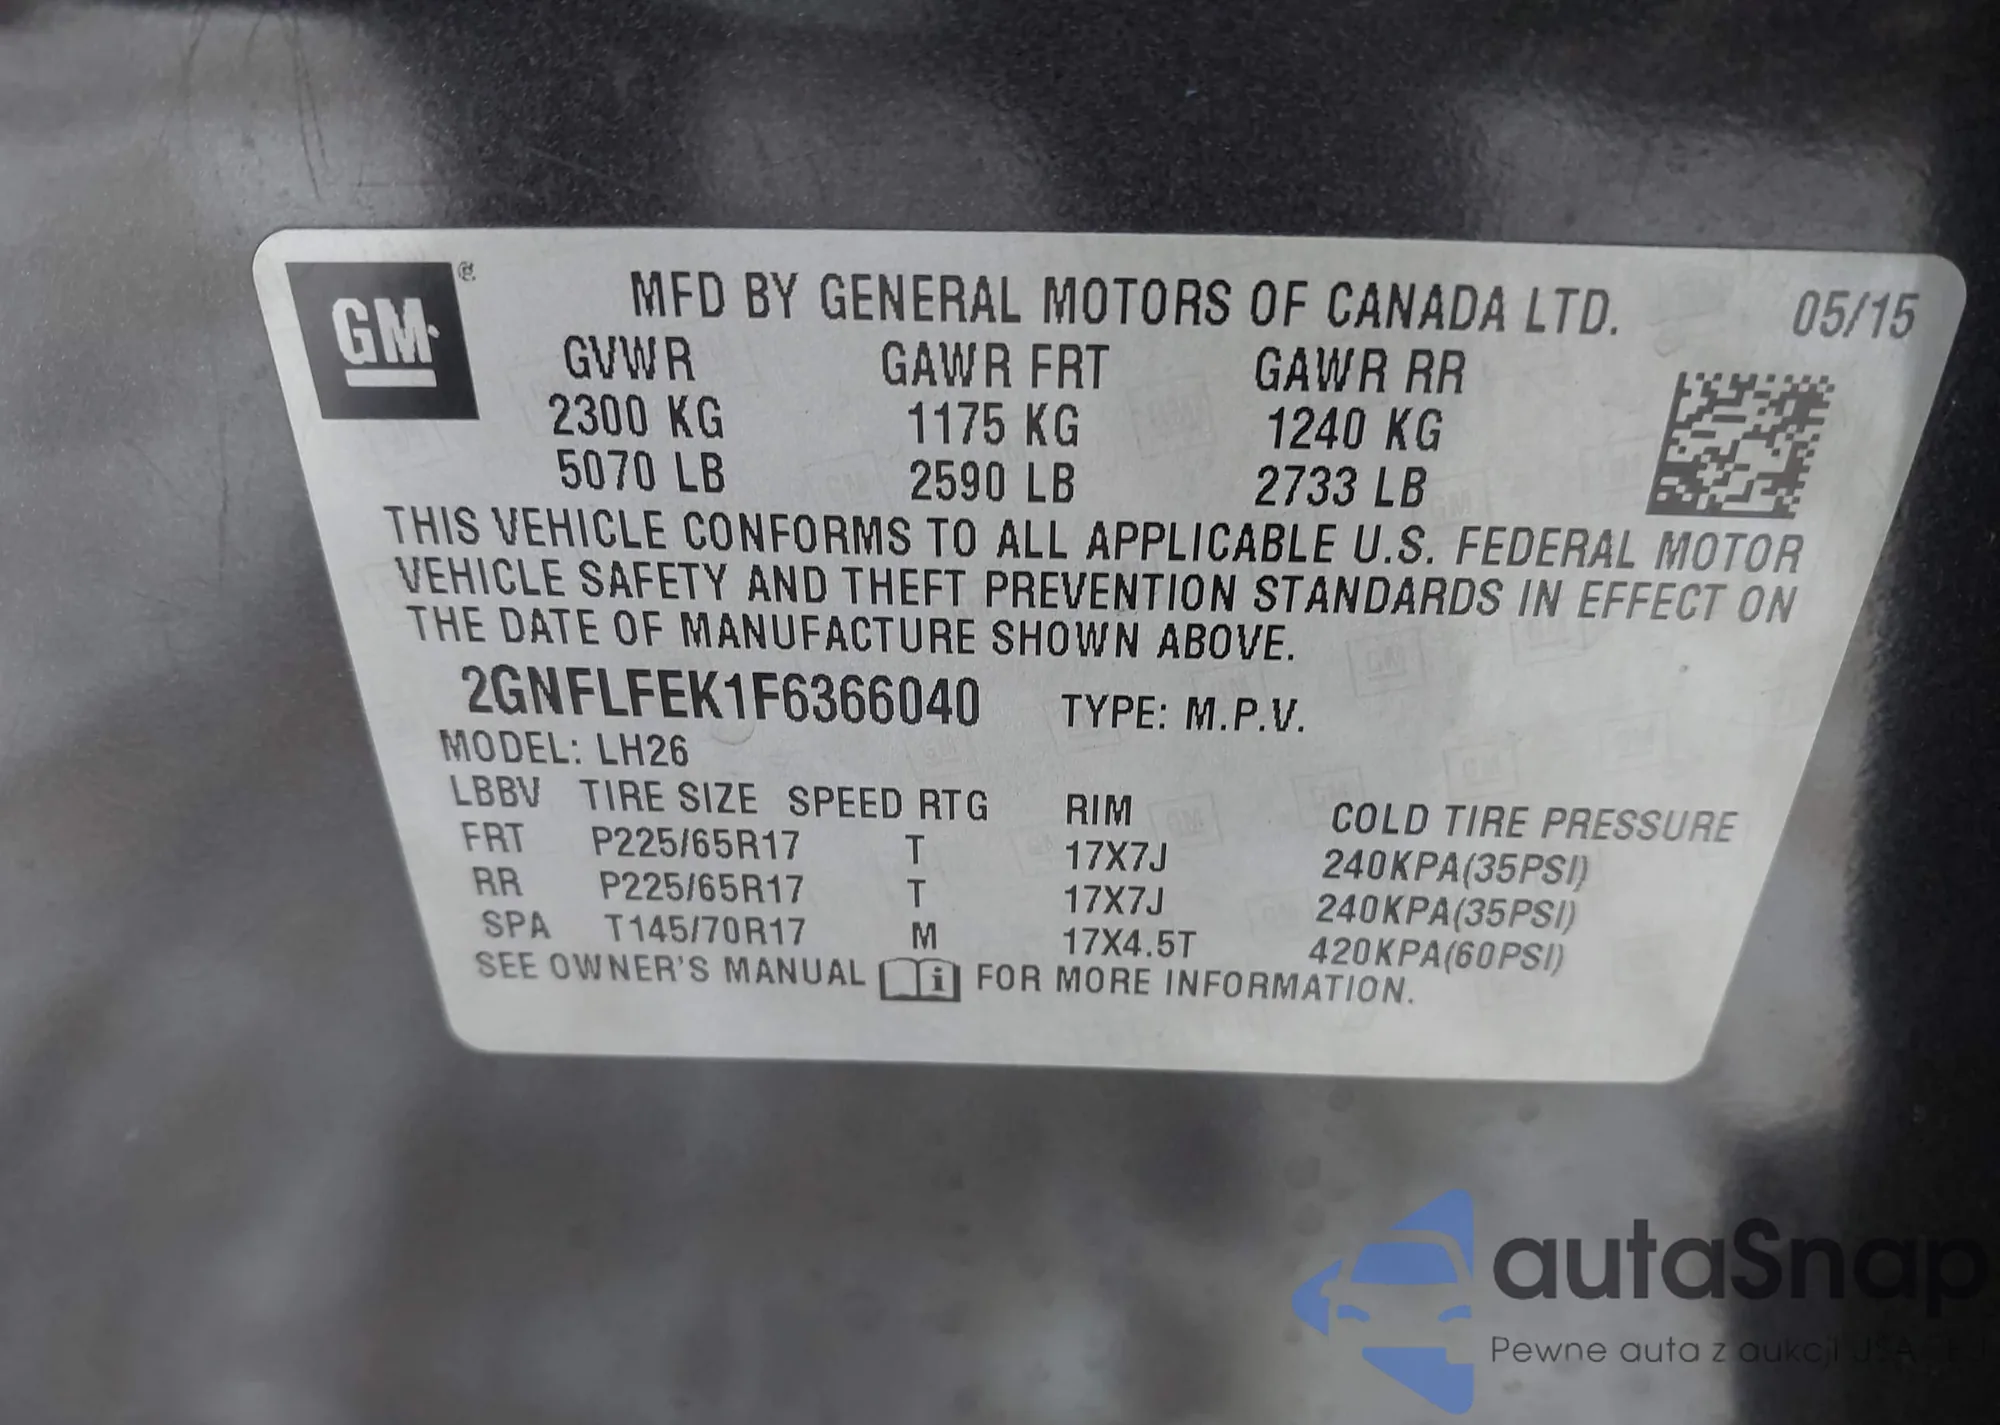 GM
®
MFD BY GENERAL MOTORS OF CANADA LTD. 05/15
GVWR GAWR FRT GAWR RR
2300 KG 1175 KG 1240 KG
5070 LB 2590 LB 2733 LB
THIS VEHICLE CONFORMS TO ALL APPLICABLE U.S. FEDERAL MOTOR
VEHICLE SAFETY AND THEFT PREVENTION STANDARDS IN EFFECT ON
THE DATE OF MANUFACTURE SHOWN ABOVE.
2GNFLFEK1F6366040 TYPE: M.P.V.
MODEL: LH26
LBBV TIRE SIZE SPEED RTG RIM COLD TIRE PRESSURE
FRT P225/65R17 T 17X7J 240KPA(35PSI)
RR P225/65R17 T 17X7J 240KPA(35PSI)
SPA T145/70R17 M 17X4.5T 420KPA(60PSI)
SEE OWNER'S MANUAL i FOR MORE INFORMATION.
autaSnap
Pewne auta z aukcji